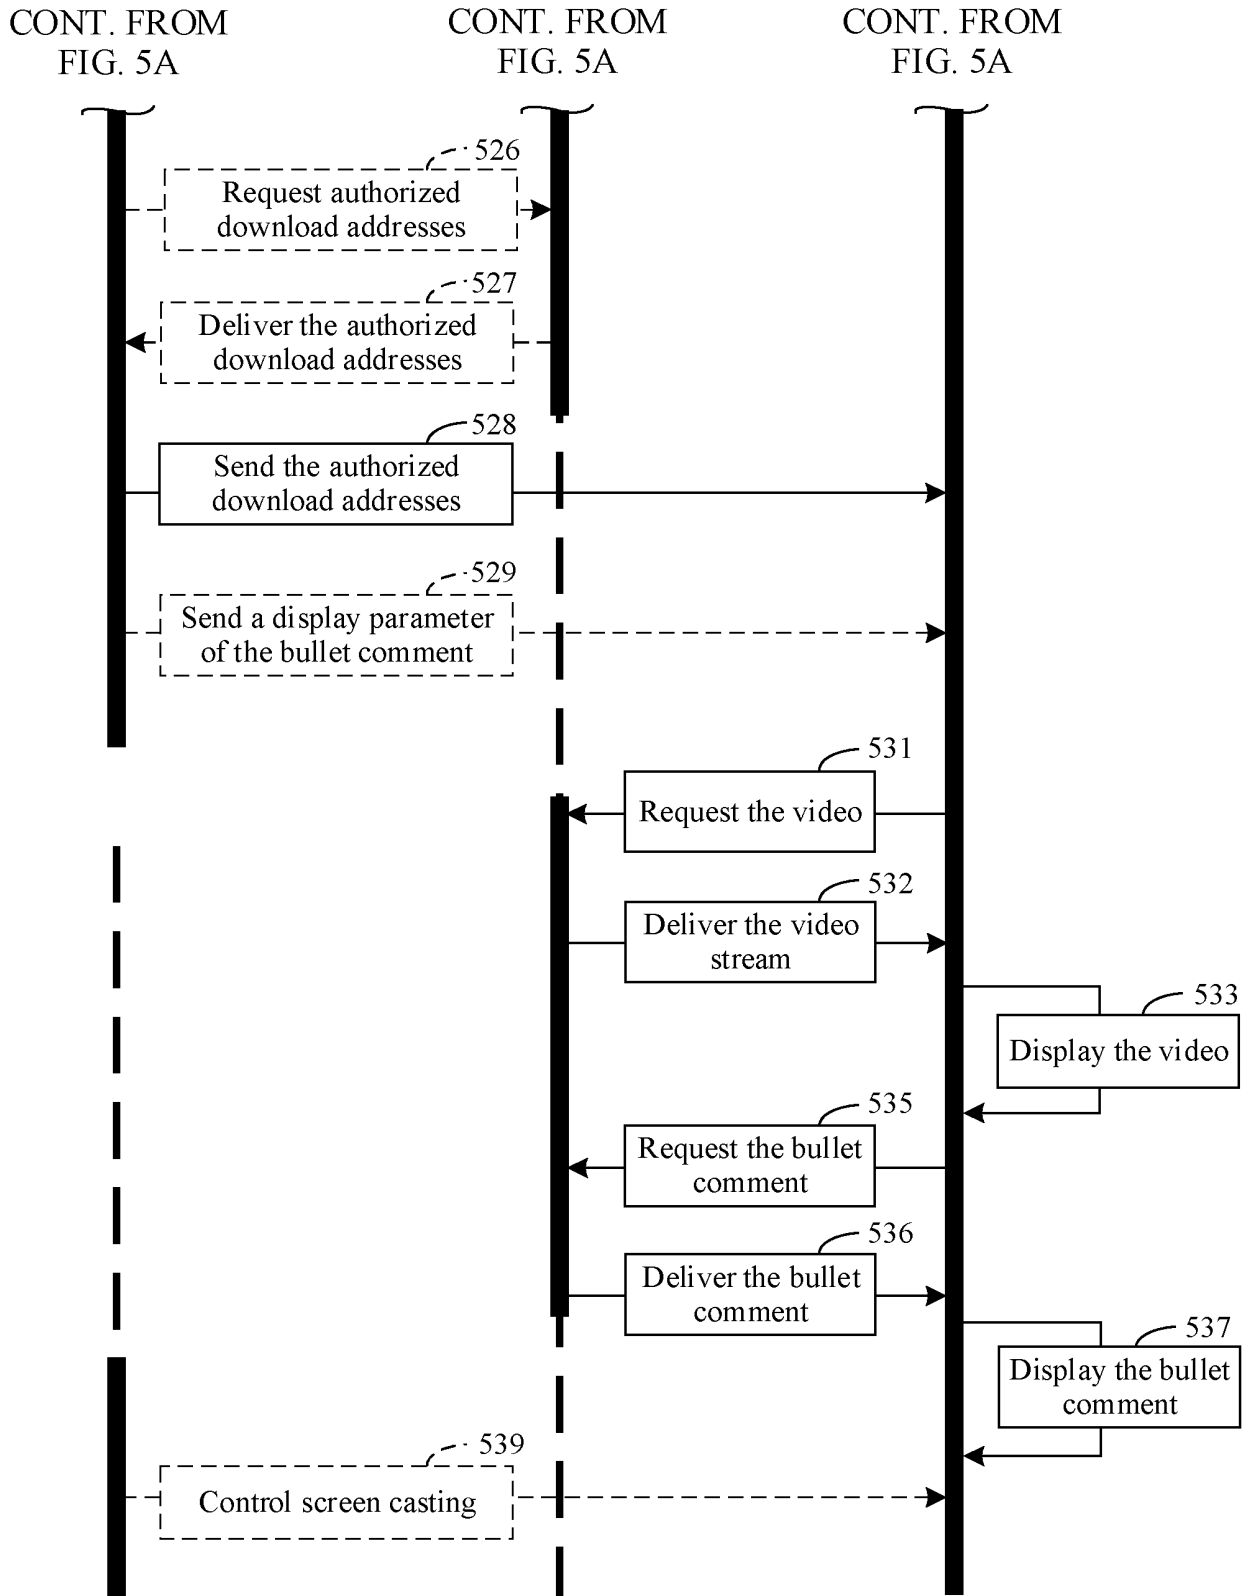 CONT. FROM
FIG. 5A
CONT. FROM
FIG. 5A
CONT. FROM
FIG. 5A
526
Request authorized
download addresses
527
Deliver the authorized
download addresses
528
Send the authorized
download addresses
529
Send a display parameter
of the bullet comment
531
Request the video
532
Deliver the video
stream
533
Display the video
535
Request the bullet
comment
536
Deliver the bullet
comment
537
Display the bullet
comment
539
Control screen casting